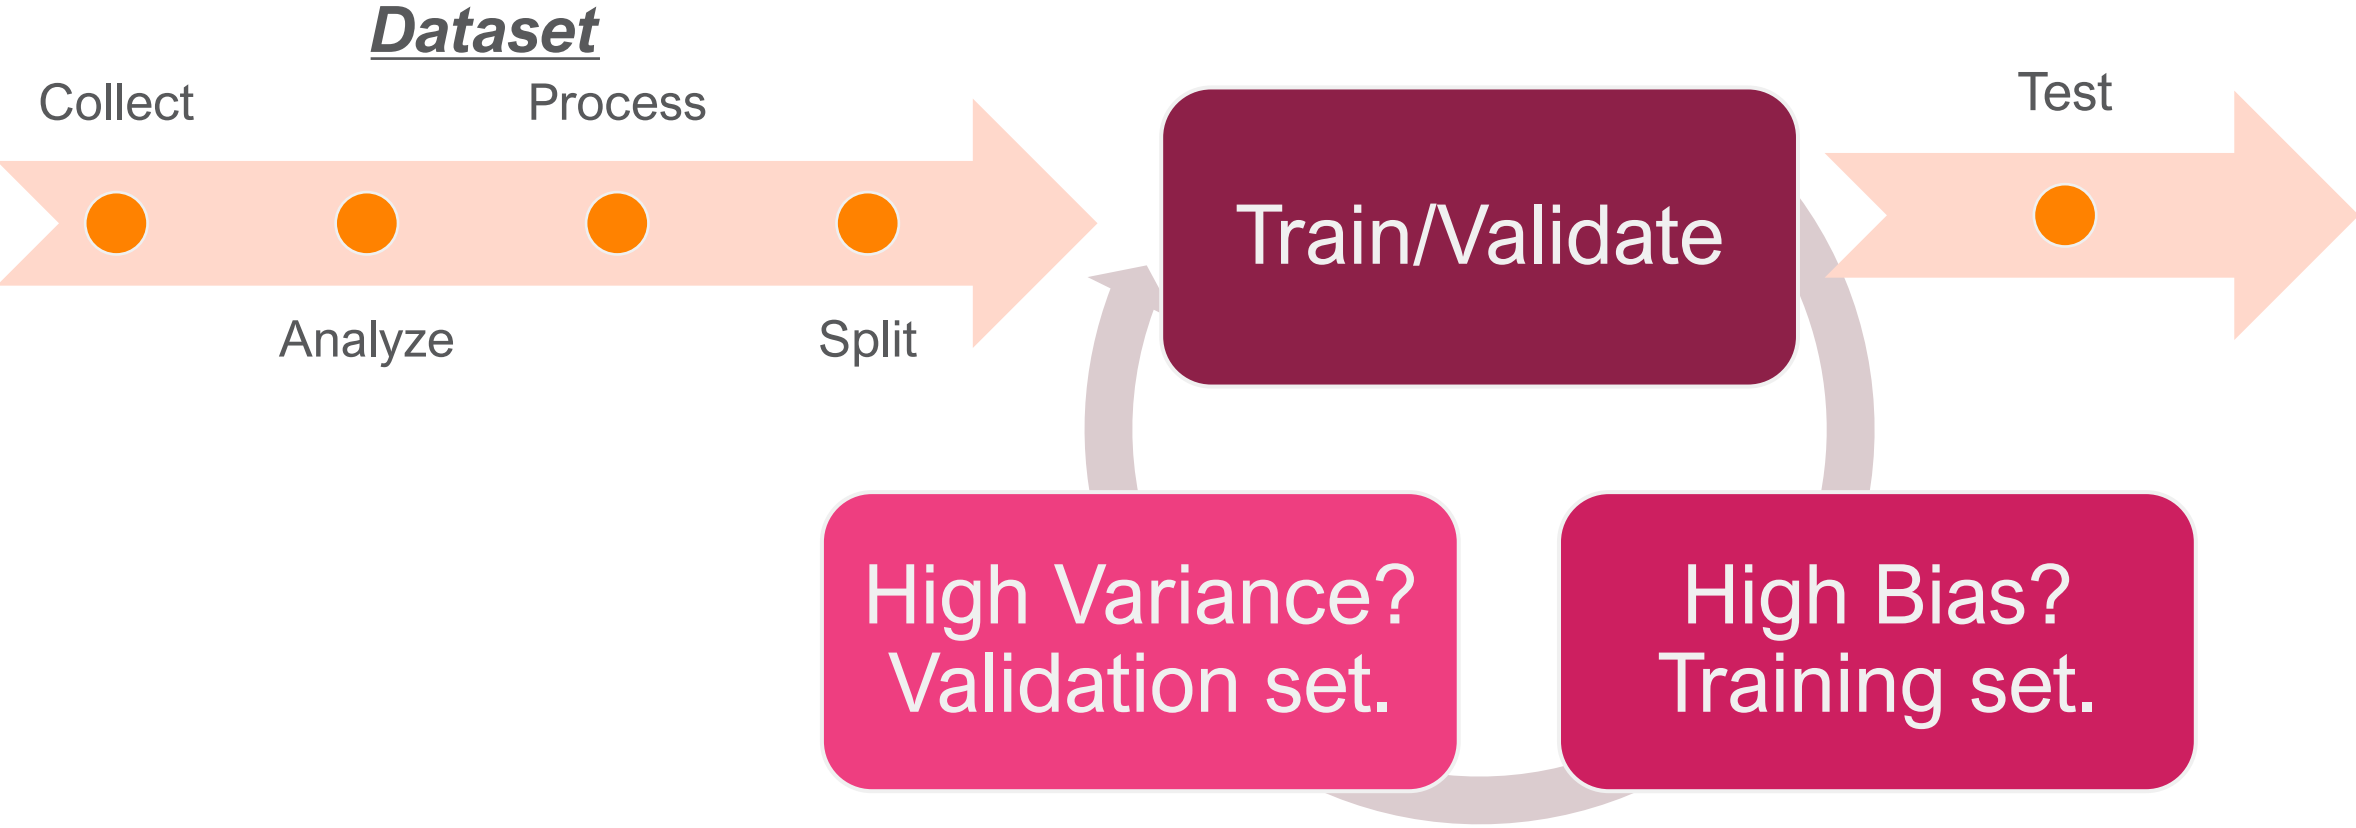 Dataset
Collect
Process
Analyze
Split
Train/Validate
Test
High Variance?
Validation set.
High Bias?
Training set.